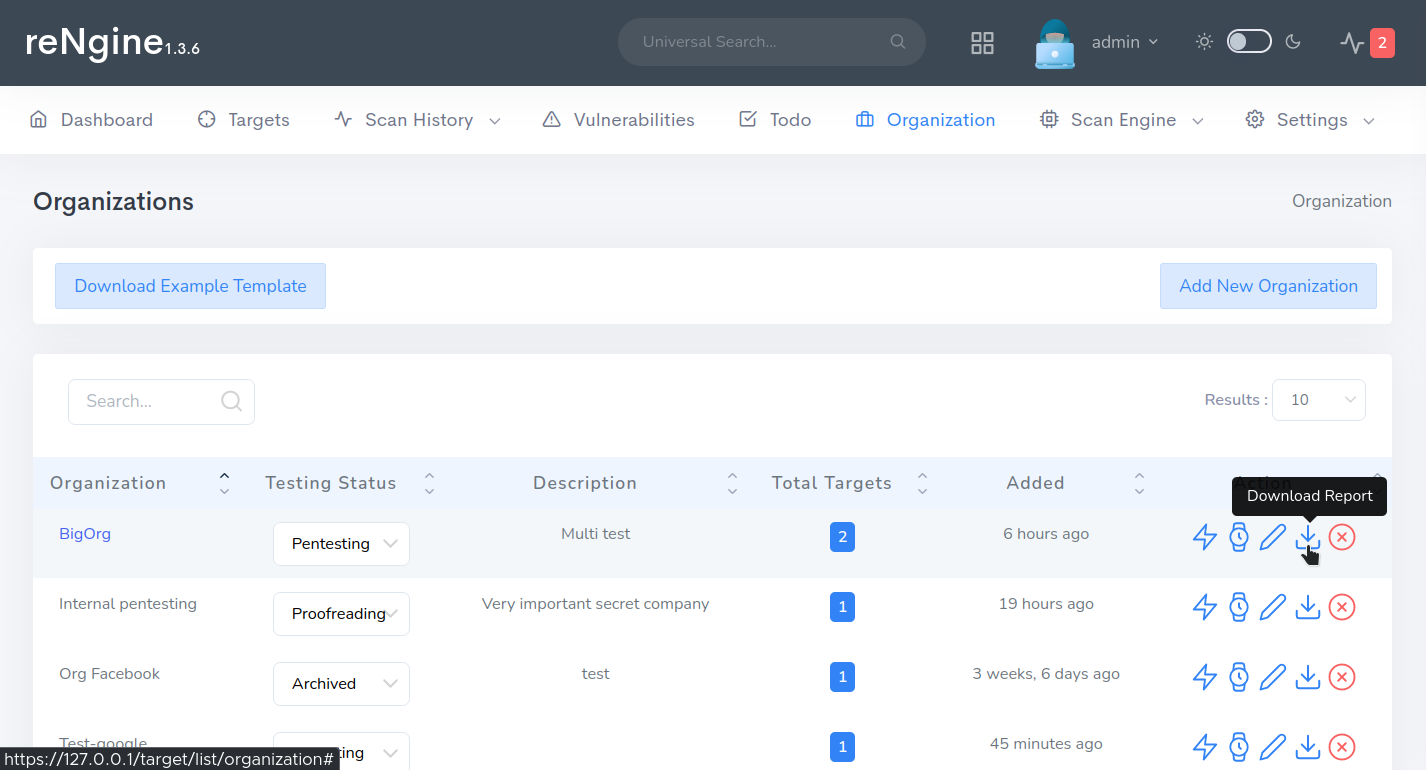 reNgine 1.3.6
Universal Search...
admin
2
Dashboard
Targets
Scan History
Vulnerabilities
Todo
Organization
Scan Engine
Settings
Organizations
Organization
Download Example Template
Add New Organization
Search...
Results : 10
Organization Testing Status Description Total Targets Added Action
Download Report
BigOrg Pentesting Multi test 2 6 hours ago
Internal pentesting Proofreading Very important secret company 1 19 hours ago
Org Facebook Archived test 1 3 weeks, 6 days ago
Test-google ting 1 45 minutes ago
https://127.0.0.1/target/list/organization#